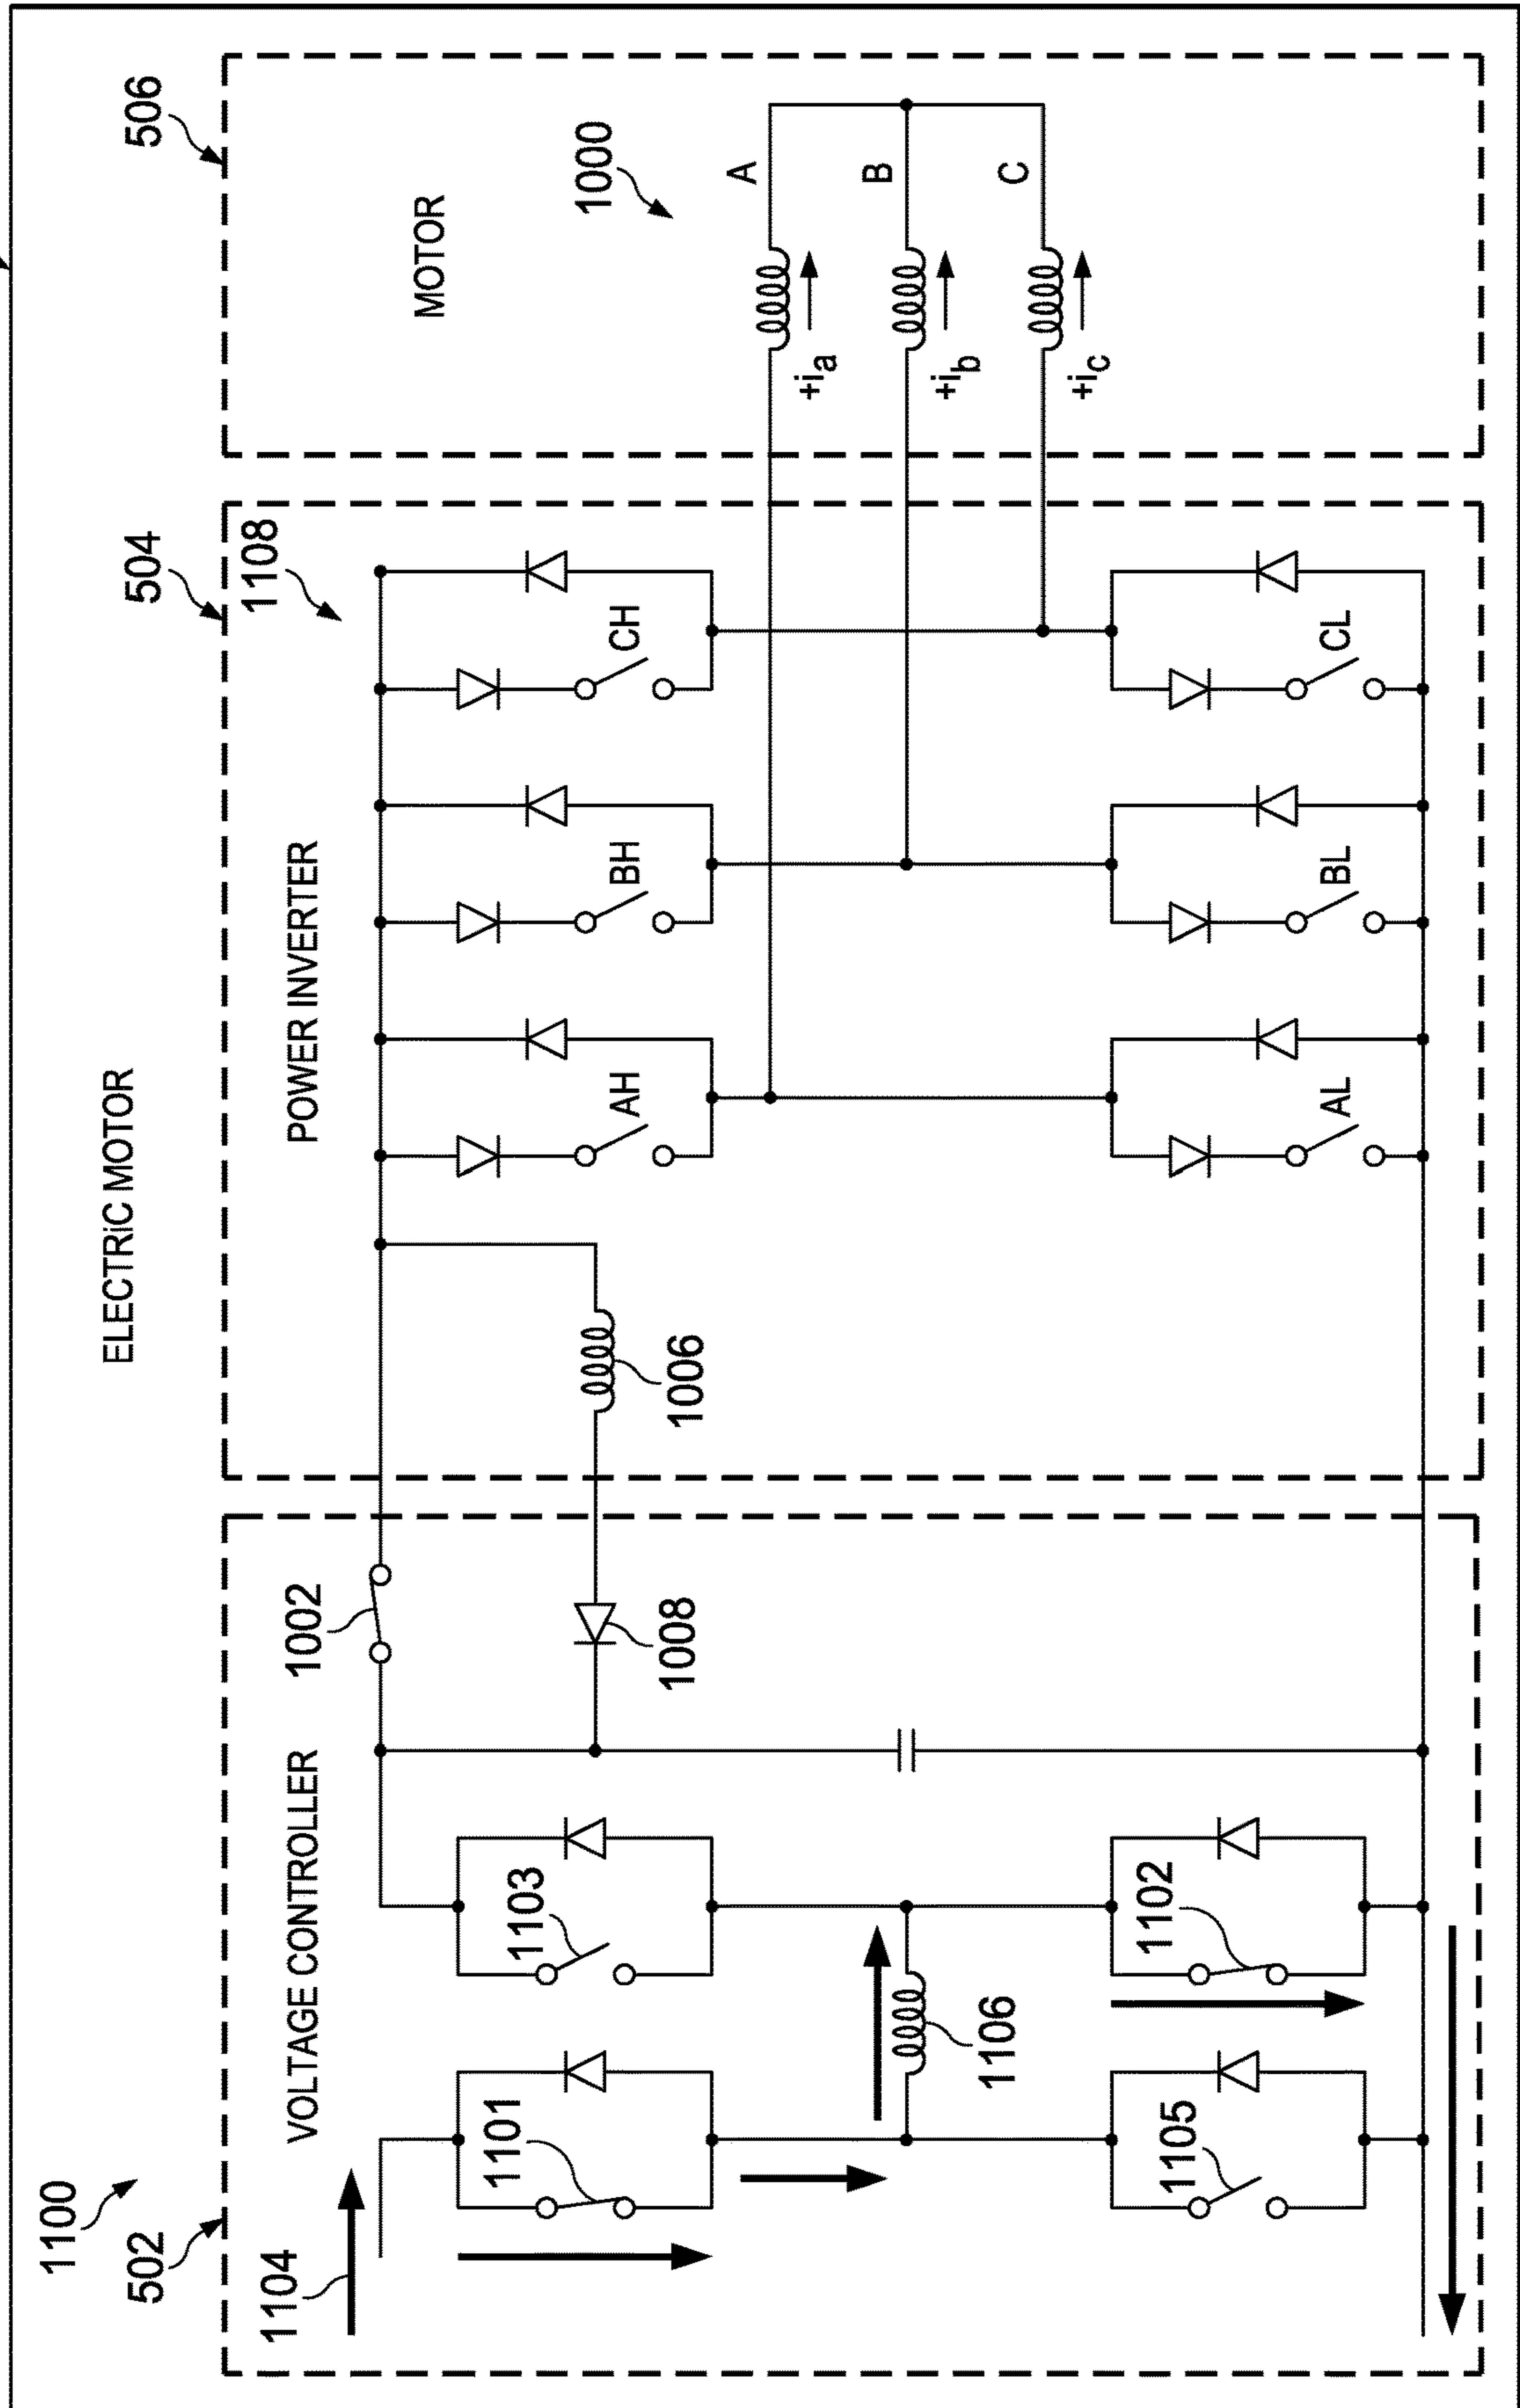 1100
ELECTRiC MOTOR
502
504
506
1104
VOLTAGE CONTROLLER
1002
POWER INVERTER
1108
MOTOR
1101
1103
1008
1006
AH
BH
CH
1000
A
+ia
B
+ib
C
+ic
1106
1105
1102
AL
BL
CL